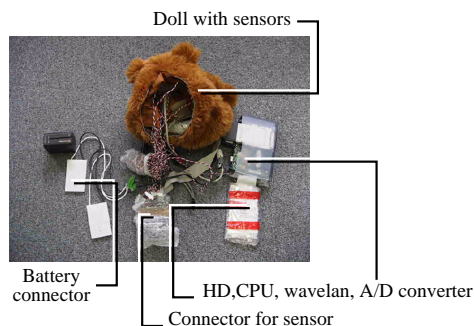 Doll with sensors
Battery
connector
HD,CPU, wavelan, A/D converter
Connector for sensor